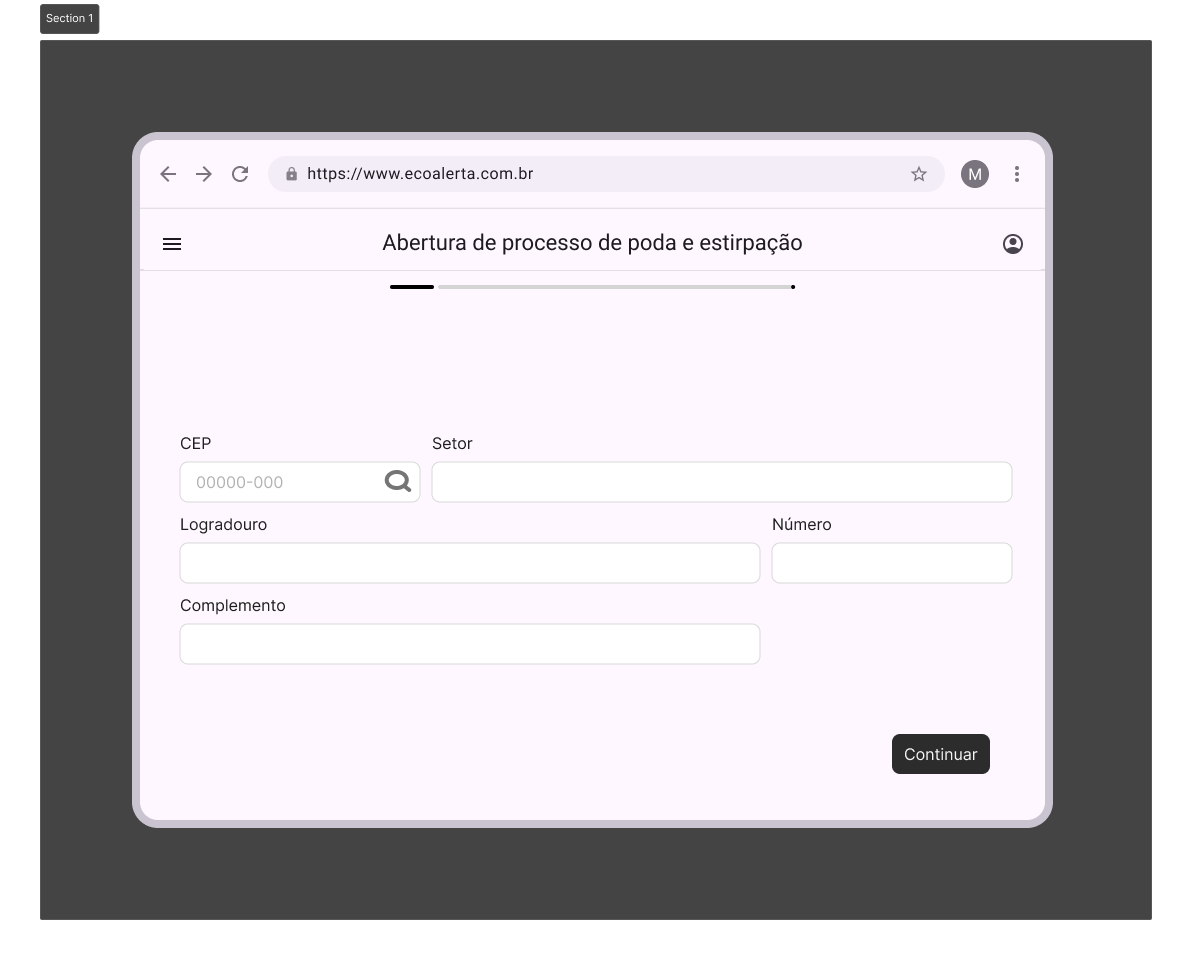 Section 1
https://www.ecoalerta.com.br
M
Abertura de processo de poda e estirpação
CEP
Setor
00000-000
Logradouro
Número
Complemento
Continuar